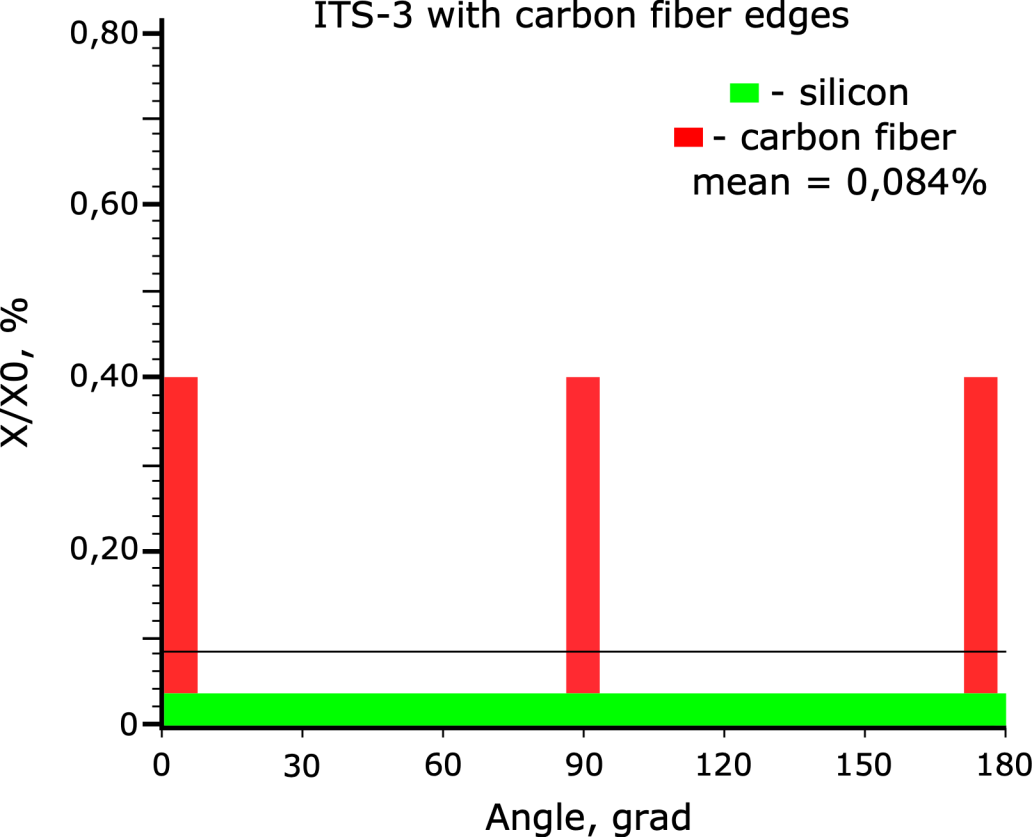 ITS-3 with carbon fiber edges
- silicon
- carbon fiber
mean = 0,084%
X/X0, %
0,80
0,60
0,40
0,20
0
0 30 60 90 120 150 180
Angle, grad